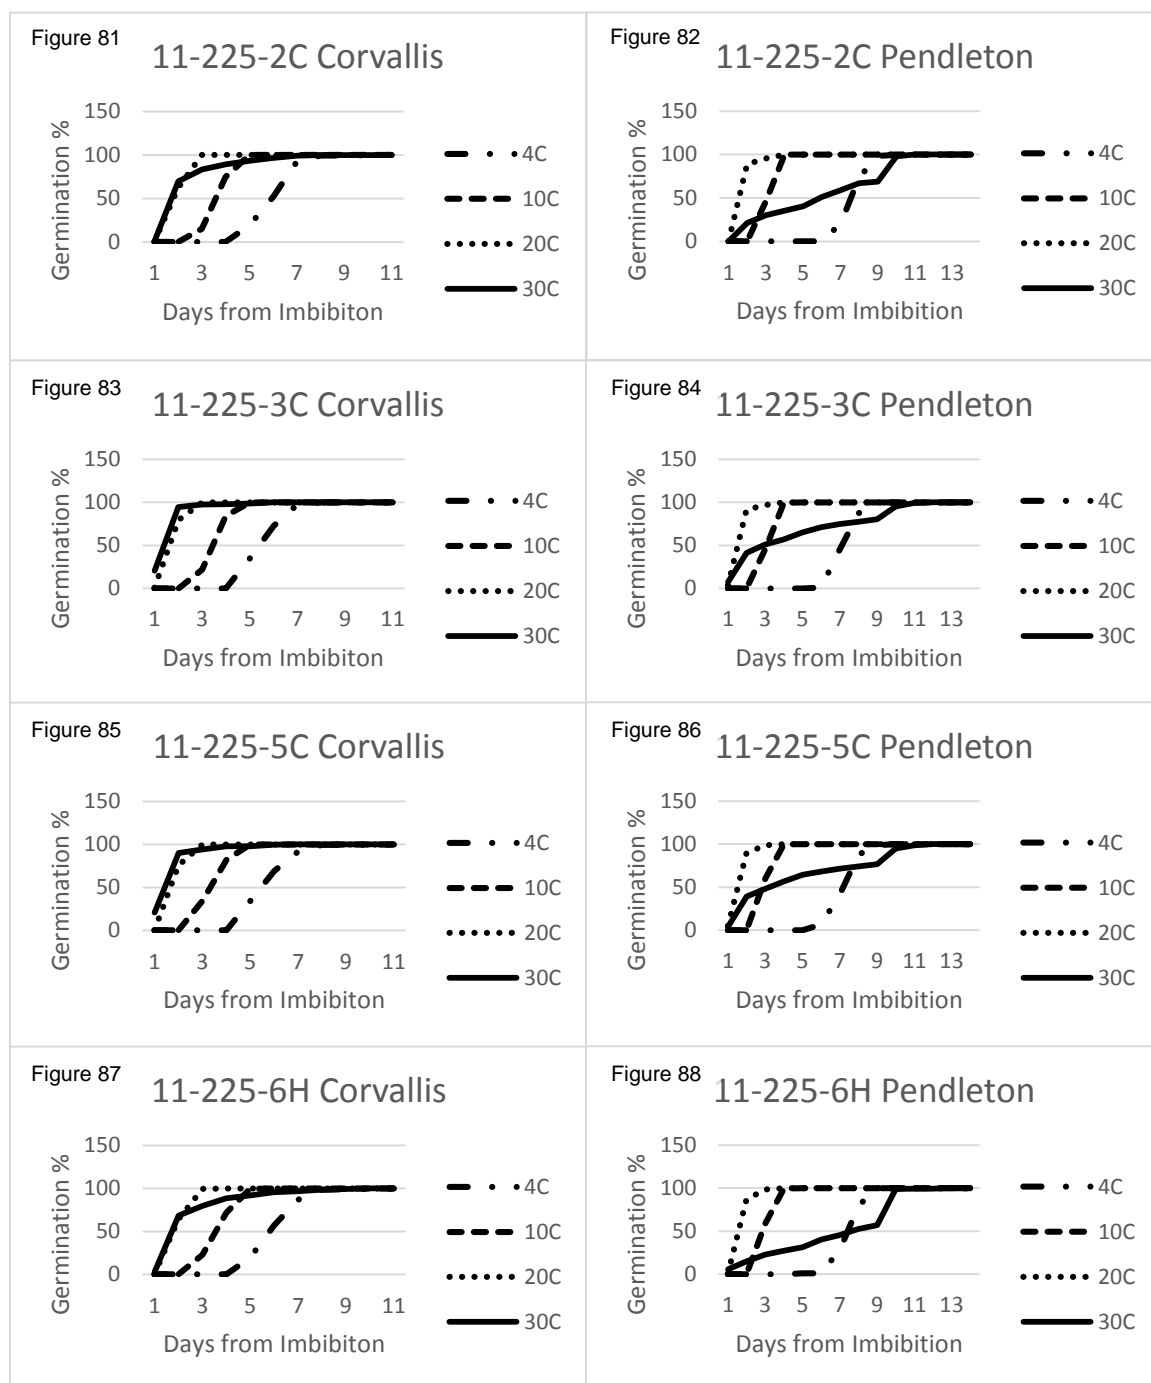 Figure 81
11-225-2C Corvallis
Germination %
150
100
50
0
1 3 5 7 9 11
Days from Imbibiton
4C
10C
20C
30C
Figure 82
11-225-2C Pendleton
Germination %
150
100
50
0
1 3 5 7 9 11 13
Days from Imbibition
4C
10C
20C
30C
Figure 83
11-225-3C Corvallis
Germination %
150
100
50
0
1 3 5 7 9 11
Days from Imbibiton
4C
10C
20C
30C
Figure 84
11-225-3C Pendleton
Germination %
150
100
50
0
1 3 5 7 9 11 13
Days from Imbibition
4C
10C
20C
30C
Figure 85
11-225-5C Corvallis
Germination %
150
100
50
0
1 3 5 7 9 11
Days from Imbibiton
4C
10C
20C
30C
Figure 86
11-225-5C Pendleton
Germination %
150
100
50
0
1 3 5 7 9 11 13
Days from Imbibition
4C
10C
20C
30C
Figure 87
11-225-6H Corvallis
Germination %
150
100
50
0
1 3 5 7 9 11
Days from Imbibiton
4C
10C
20C
30C
Figure 88
11-225-6H Pendleton
Germination %
150
100
50
0
1 3 5 7 9 11 13
Days from Imbibition
4C
10C
20C
30C